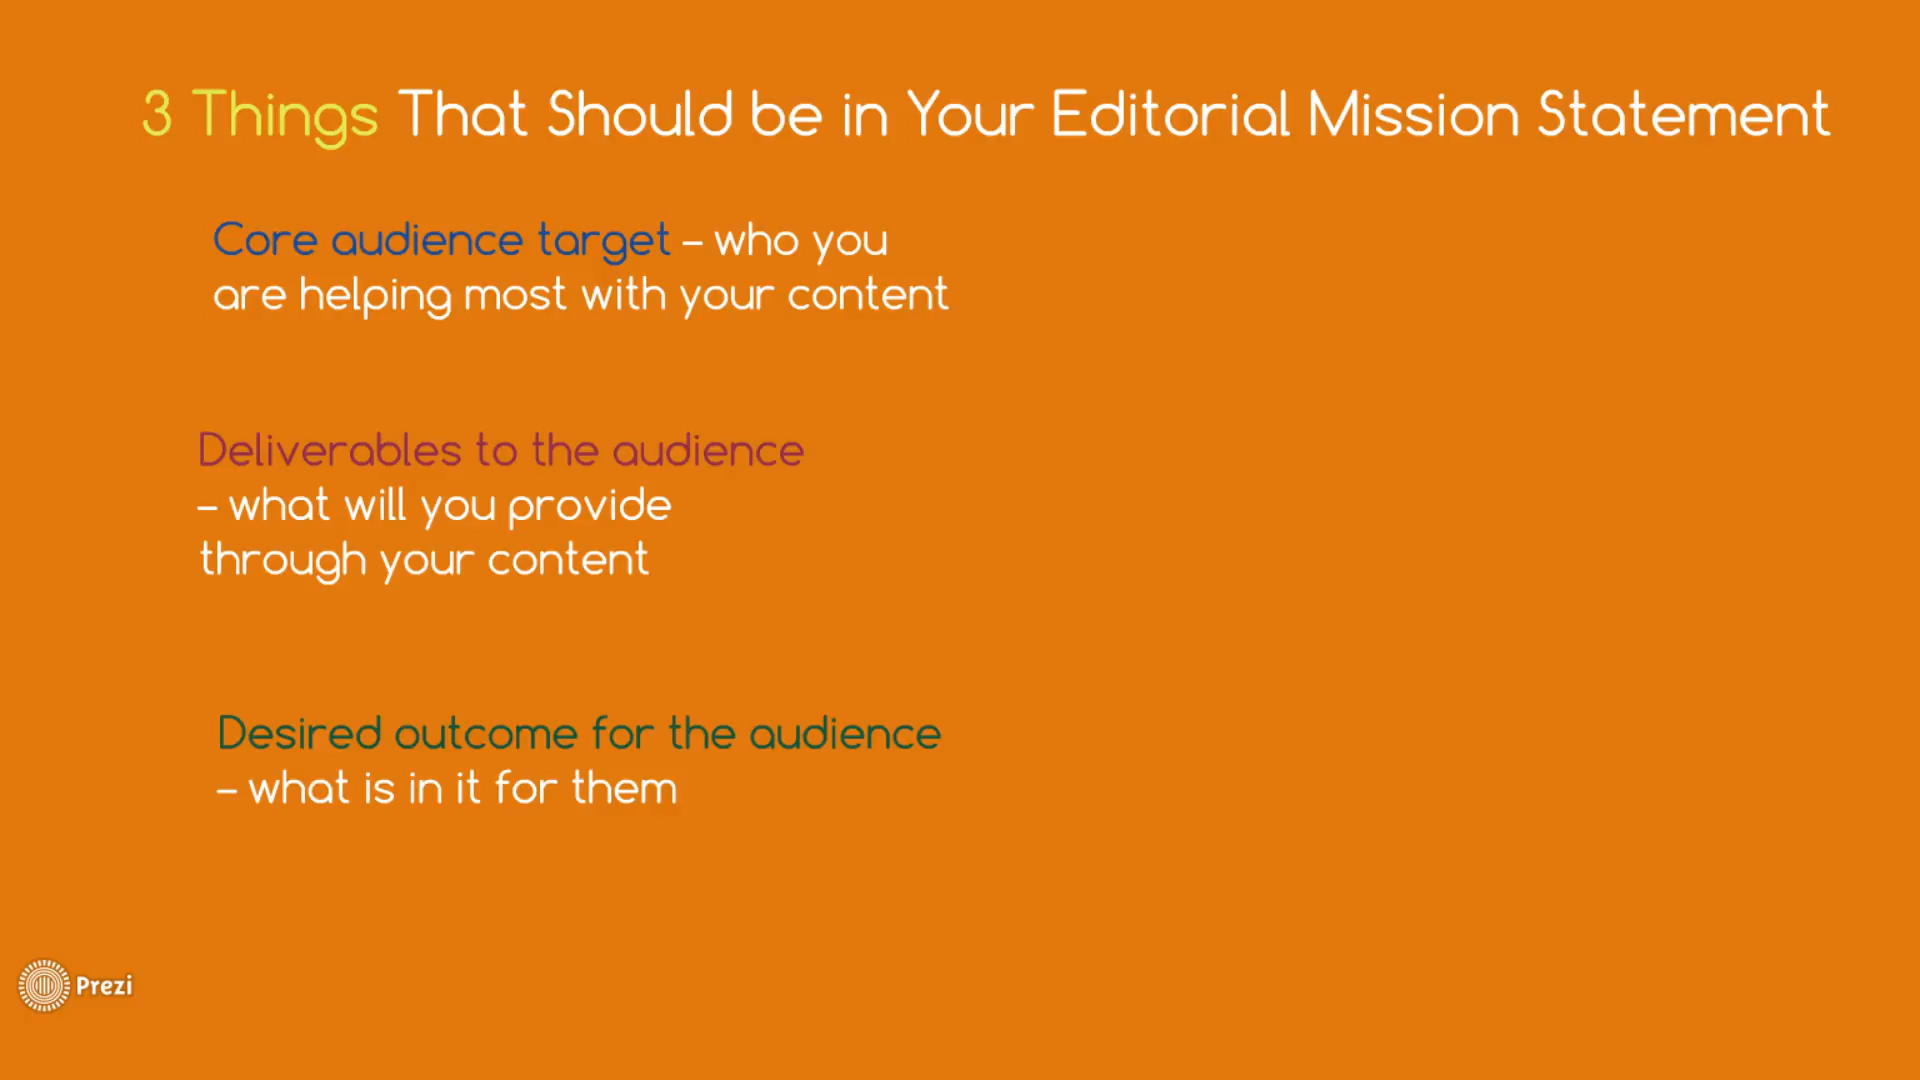 3 Things That Should be in Your Editorial Mission Statement
Core audience target – who you
are helping most with your content
Deliverables to the audience
– what will you provide
through your content
Desired outcome for the audience
– what is in it for them
Prezi